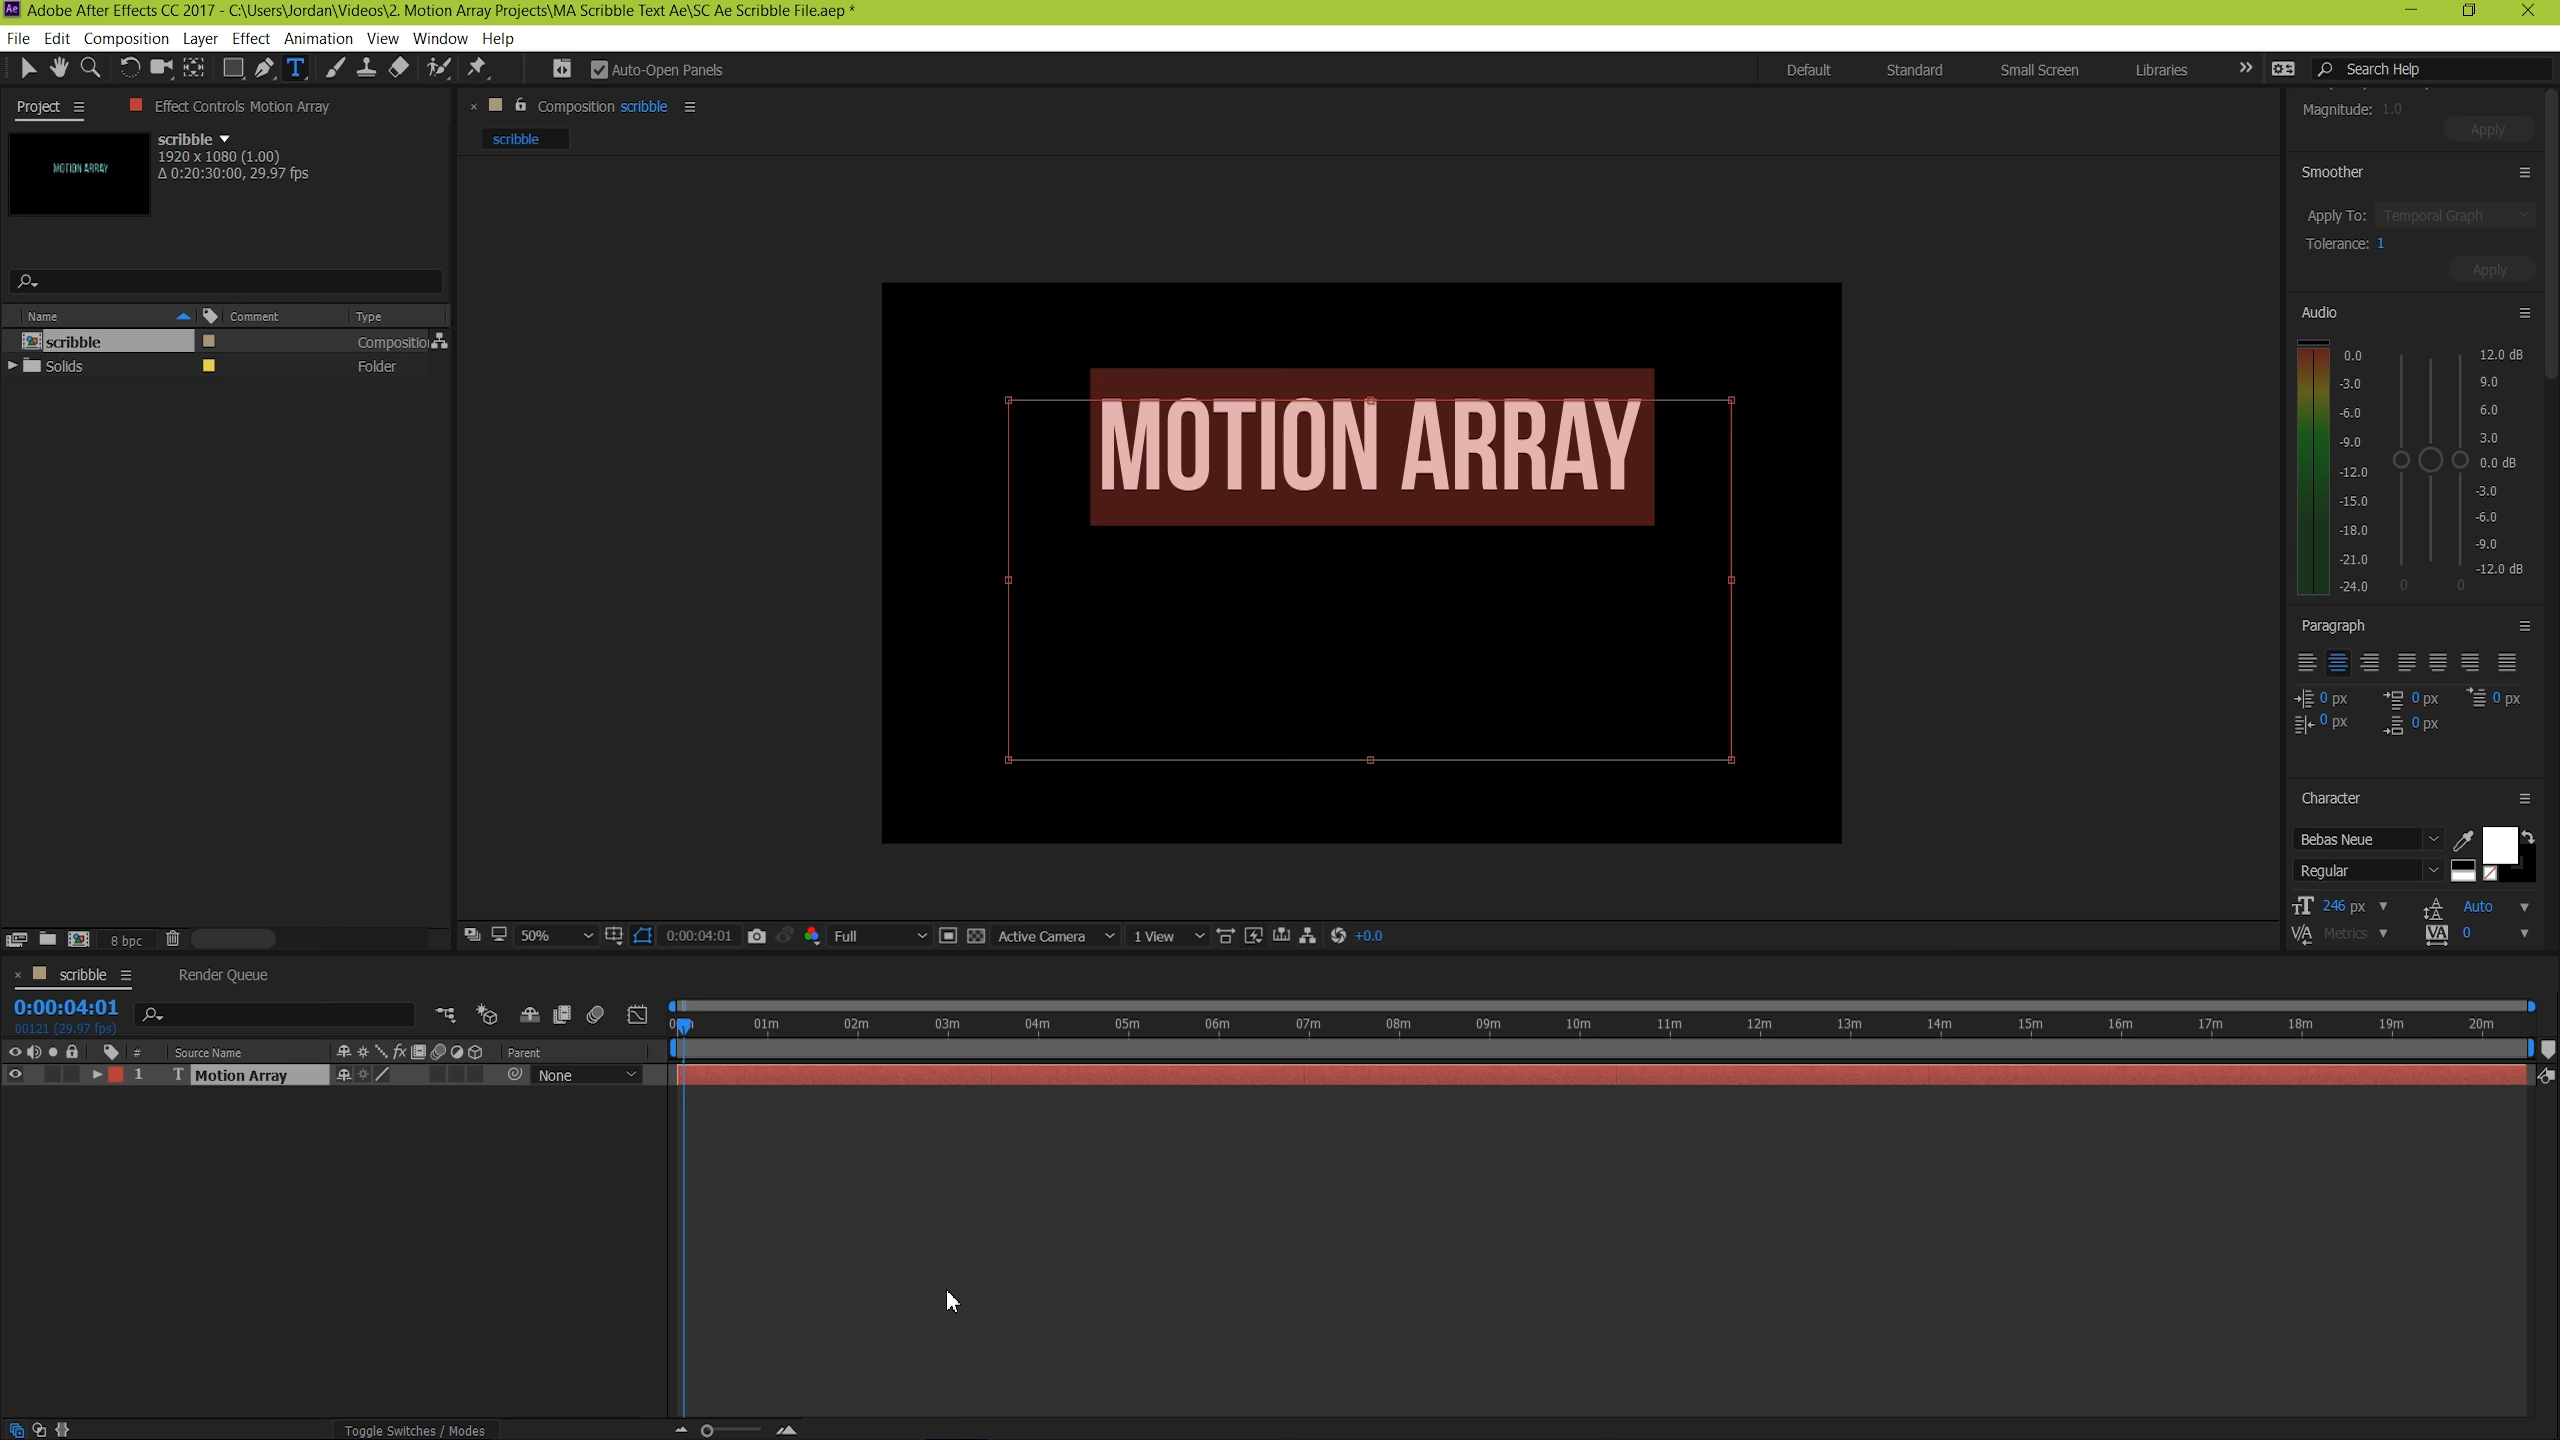 Ae Adobe After Effects CC 2017 - C:\Users\Jordan\Videos\2. Motion Array Projects\MA Scribble Text Ae\SC Ae Scribble File.aep *
File Edit Composition Layer Effect Animation View Window Help
Auto-Open Panels
Default Standard Small Screen Libraries
Search Help
Project
Effect Controls Motion Array
scribble
1920 x 1080 (1.00)
Δ 0:20:30:00, 29.97 fps
MOTION ARRAY
Name Comment Type
scribble Compositio
Solids Folder
8 bpc
Composition scribble
scribble
MOTION ARRAY
50%
0:00:04:01
Full
Active Camera
1 View
+0.0
Magnitude: 1.0
Apply
Smoother
Apply To: Temporal Graph
Tolerance: 1
Apply
Audio
0.0
-3.0
-6.0
-9.0
-12.0
-15.0
-18.0
-21.0
-24.0
0 0
12.0 dB
9.0
6.0
3.0
0.0 dB
-3.0
-6.0
-9.0
-12.0 dB
Paragraph
0 px 0 px 0 px
0 px 0 px
Character
Bebas Neue
Regular
246 px Auto
Metrics 0
scribble
Render Queue
0:00:04:01
00121 (29.97 fps)
01m 02m 03m 04m 05m 06m 07m 08m 09m 10m 11m 12m 13m 14m 15m 16m 17m 18m 19m 20m
# Source Name Parent
1 T Motion Array None
Toggle Switches / Modes